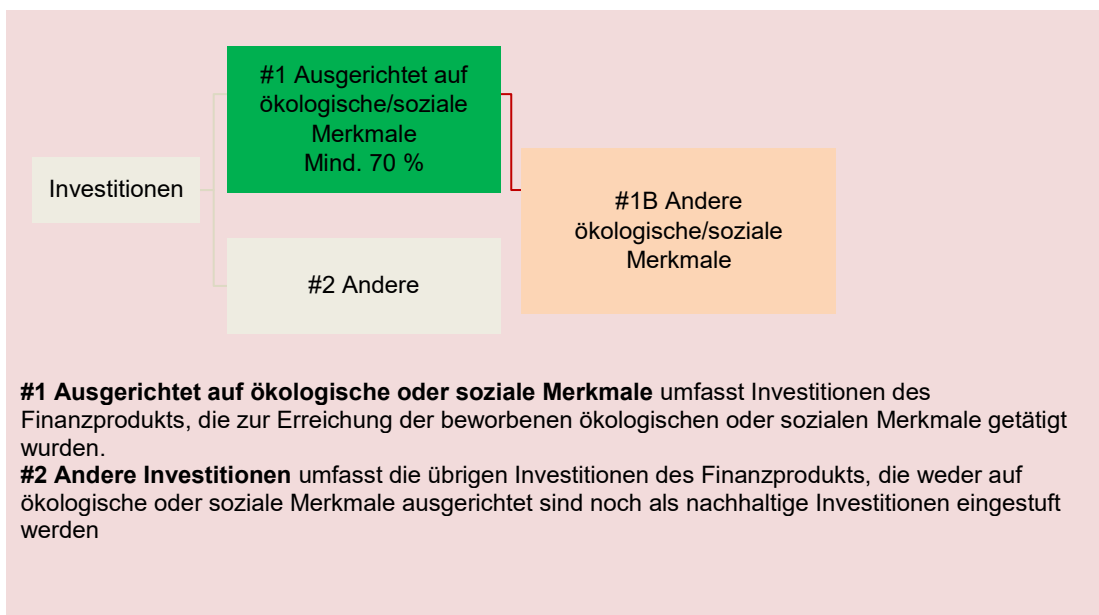 #1 Ausgerichtet auf
ökologische/soziale
Merkmale
Mind. 70 %
Investitionen
#1B Andere
ökologische/soziale
Merkmale
#2 Andere
#1 Ausgerichtet auf ökologische oder soziale Merkmale umfasst Investitionen des
Finanzprodukts, die zur Erreichung der beworbenen ökologischen oder sozialen Merkmale getätigt
wurden.
#2 Andere Investitionen umfasst die übrigen Investitionen des Finanzprodukts, die weder auf
ökologische oder soziale Merkmale ausgerichtet sind noch als nachhaltige Investitionen eingestuft
werden